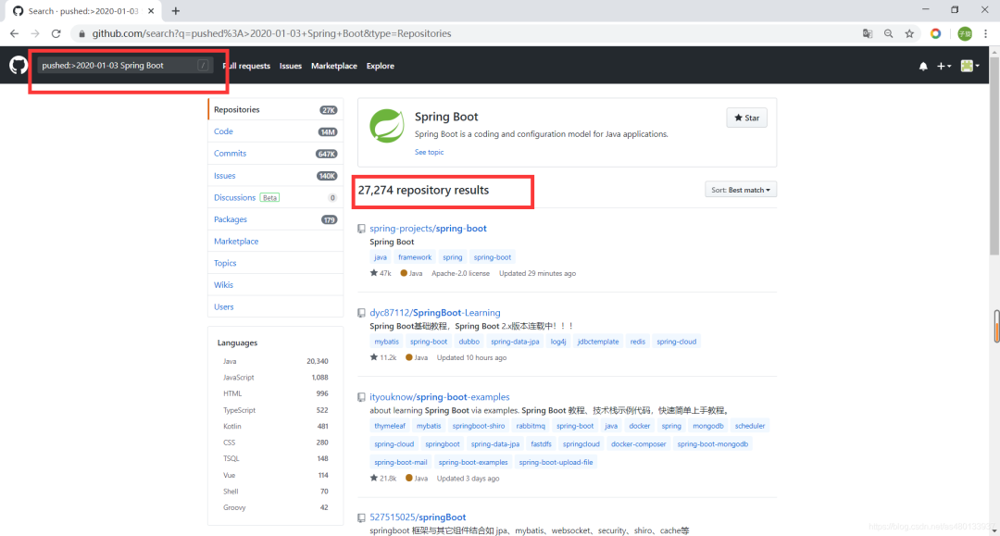 Search · pushed:>2020-01-03
github.com/search?q=pushed%3A>2020-01-03+Spring+Boot&type=Repositories
pushed:>2020-01-03 Spring Boot /
Pull requests Issues Marketplace Explore
Repositories 27K
Code 14M
Commits 647K
Issues 140K
Discussions Beta 0
Packages 179
Marketplace
Topics
Wikis
Users
Languages
Java 20,340
JavaScript 1,088
HTML 996
TypeScript 522
Kotlin 481
CSS 280
TSQL 148
Vue 114
Shell 70
Groovy 42
Spring Boot
Star
Spring Boot is a coding and configuration model for Java applications.
See topic
27,274 repository results
Sort: Best match
spring-projects/spring-boot
Spring Boot
java framework spring spring-boot
47k Java Apache-2.0 license Updated 29 minutes ago
dyc87112/SpringBoot-Learning
Spring Boot基础教程，Spring Boot 2.x版本连载中！！！
mybatis spring-boot dubbo spring-data-jpa log4j jdbctemplate redis spring-cloud
11.2k Java Updated 10 hours ago
ityouknow/spring-boot-examples
about learning Spring Boot via examples. Spring Boot 教程、技术栈示例代码，快速简单上手教程。
thymeleaf mybatis springboot-shiro rabbitmq spring-boot java docker spring mongodb scheduler
spring-cloud springboot spring-data-jpa fastdfs springcloud docker-composer spring-boot-mongodb
spring-boot-mail spring-boot-examples spring-boot-upload-file
21.8k Java Updated 3 days ago
527515025/springBoot
springboot 框架与其它组件结合如 jpa、mybatis、websocket、security、shiro、cache等